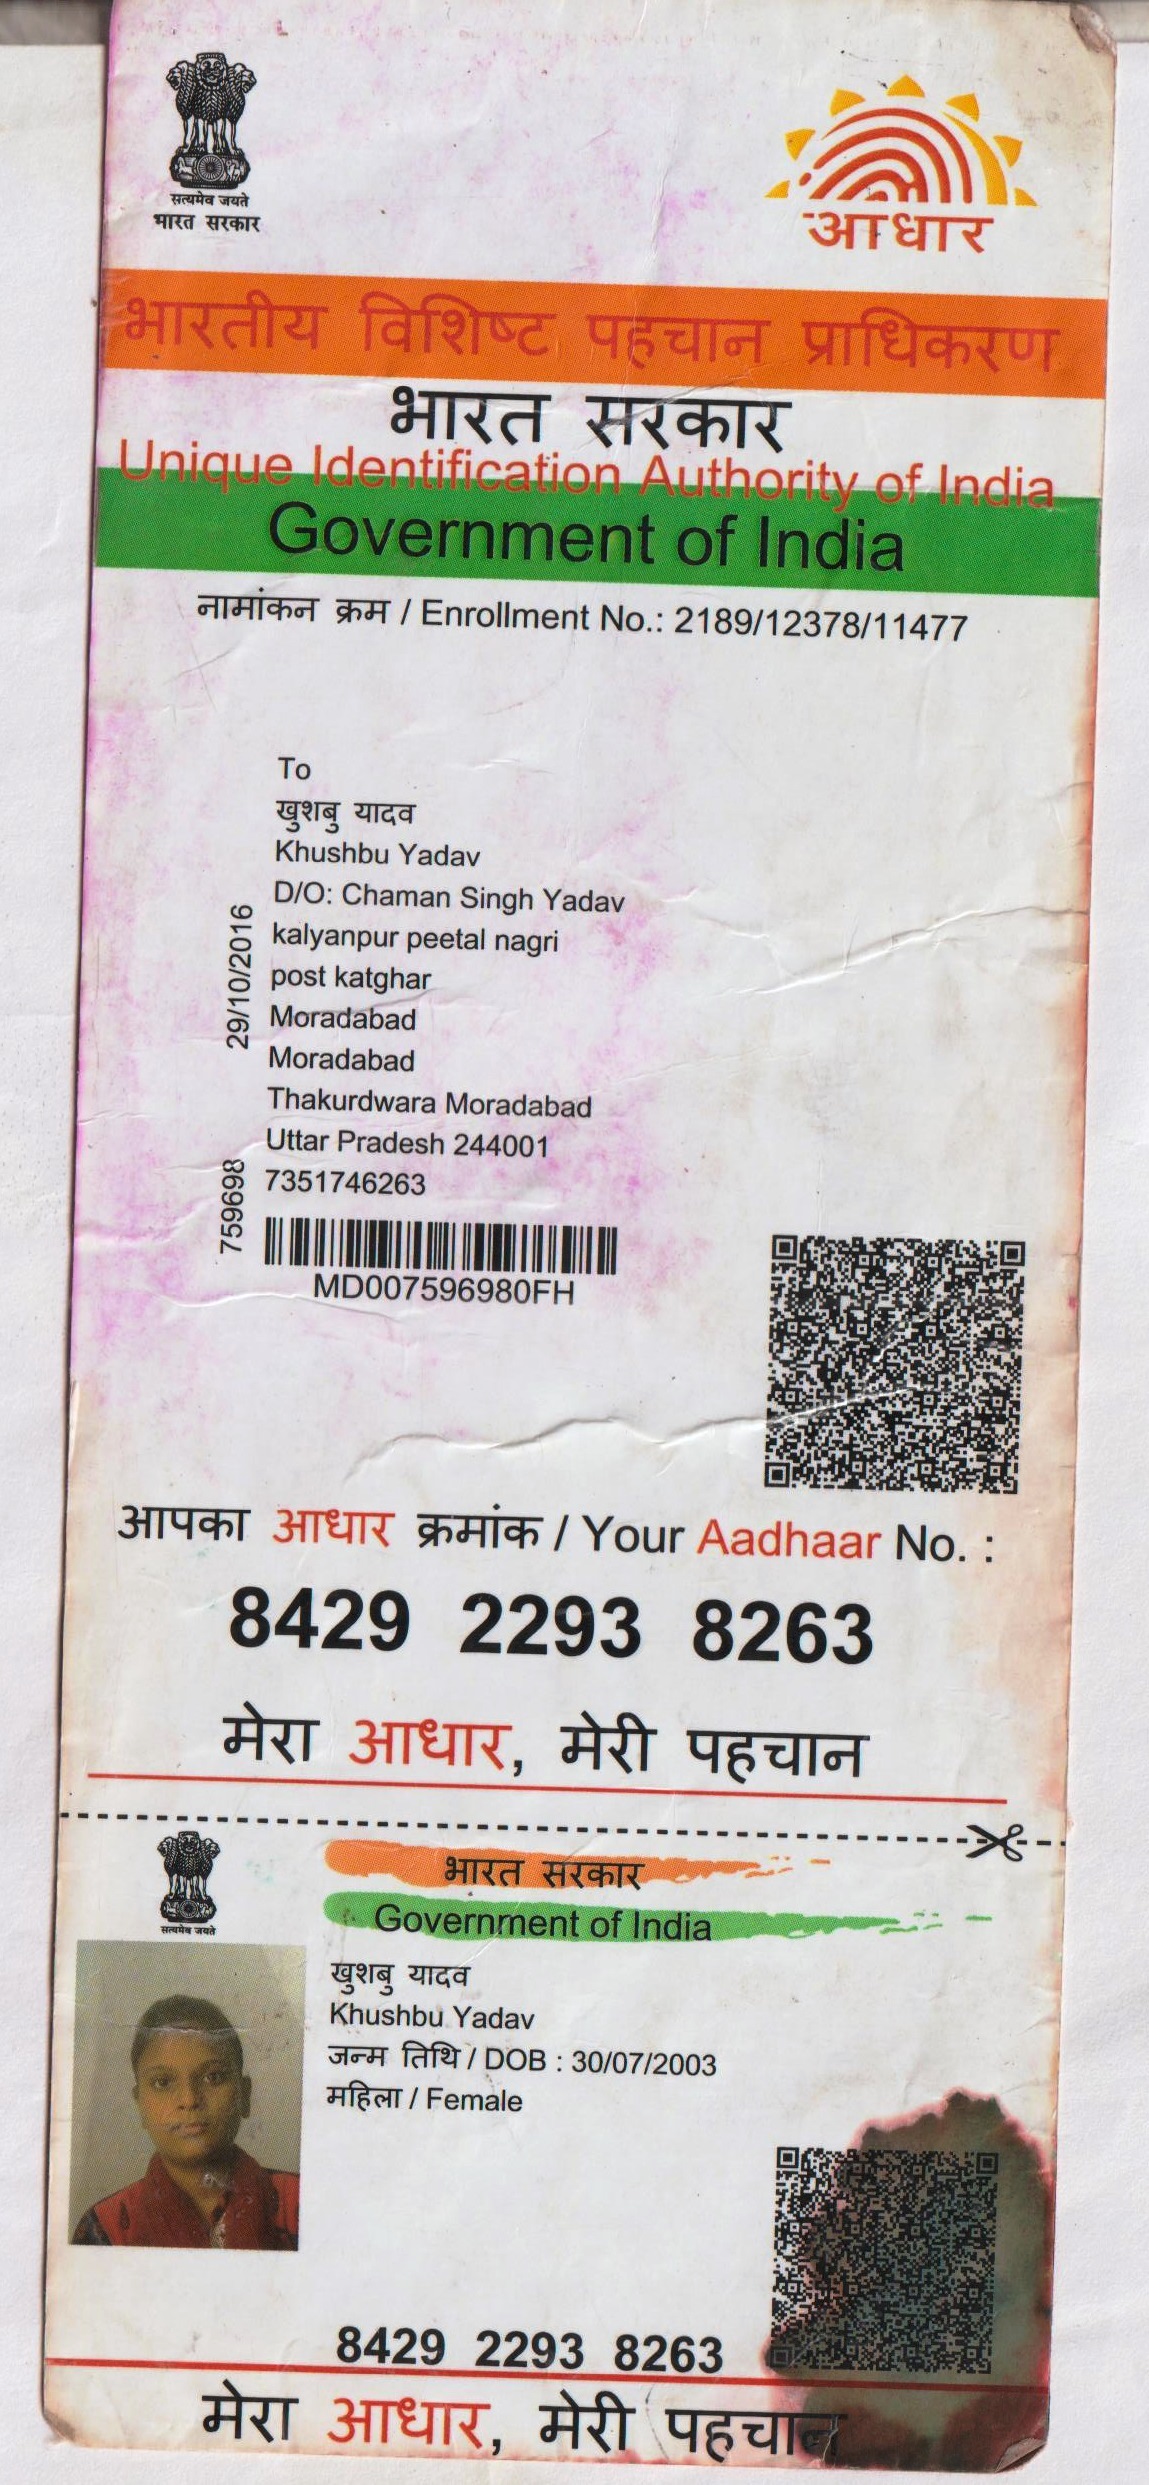 सत्यमेव जयते
भारत सरकार
आधार
भारतीय विशिष्ट पहचान प्राधिकरण
भारत सरकार
Unique Identification Authority of India
Government of India
नामांकन क्रम / Enrollment No.: 2189/12378/11477
To
खुशबु यादव
Khushbu Yadav
D/O: Chaman Singh Yadav
kalyanpur peetal nagri
post katghar
Moradabad
Moradabad
Thakurdwara Moradabad
Uttar Pradesh 244001
7351746263
29/10/2016
759698
MD007596980FH
आपका आधार क्रमांक / Your Aadhaar No. :
8429 2293 8263
मेरा आधार, मेरी पहचान
सत्यमेव जयते
भारत सरकार
Government of India
खुशबु यादव
Khushbu Yadav
जन्म तिथि / DOB : 30/07/2003
महिला / Female
8429 2293 8263
मेरा आधार, मेरी पहचान